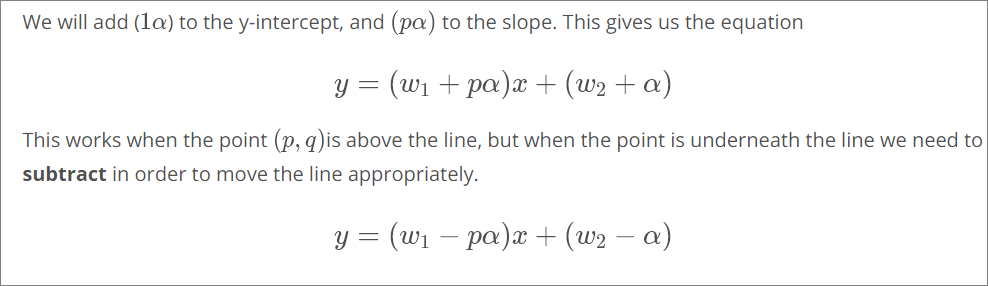 We will add (1α) to the y-intercept, and (pα) to the slope. This gives us the equation
y = (w₁ + pα)x + (w₂ + α)
This works when the point (p, q)is above the line, but when the point is underneath the line we need to
subtract in order to move the line appropriately.
y = (w₁ − pα)x + (w₂ − α)